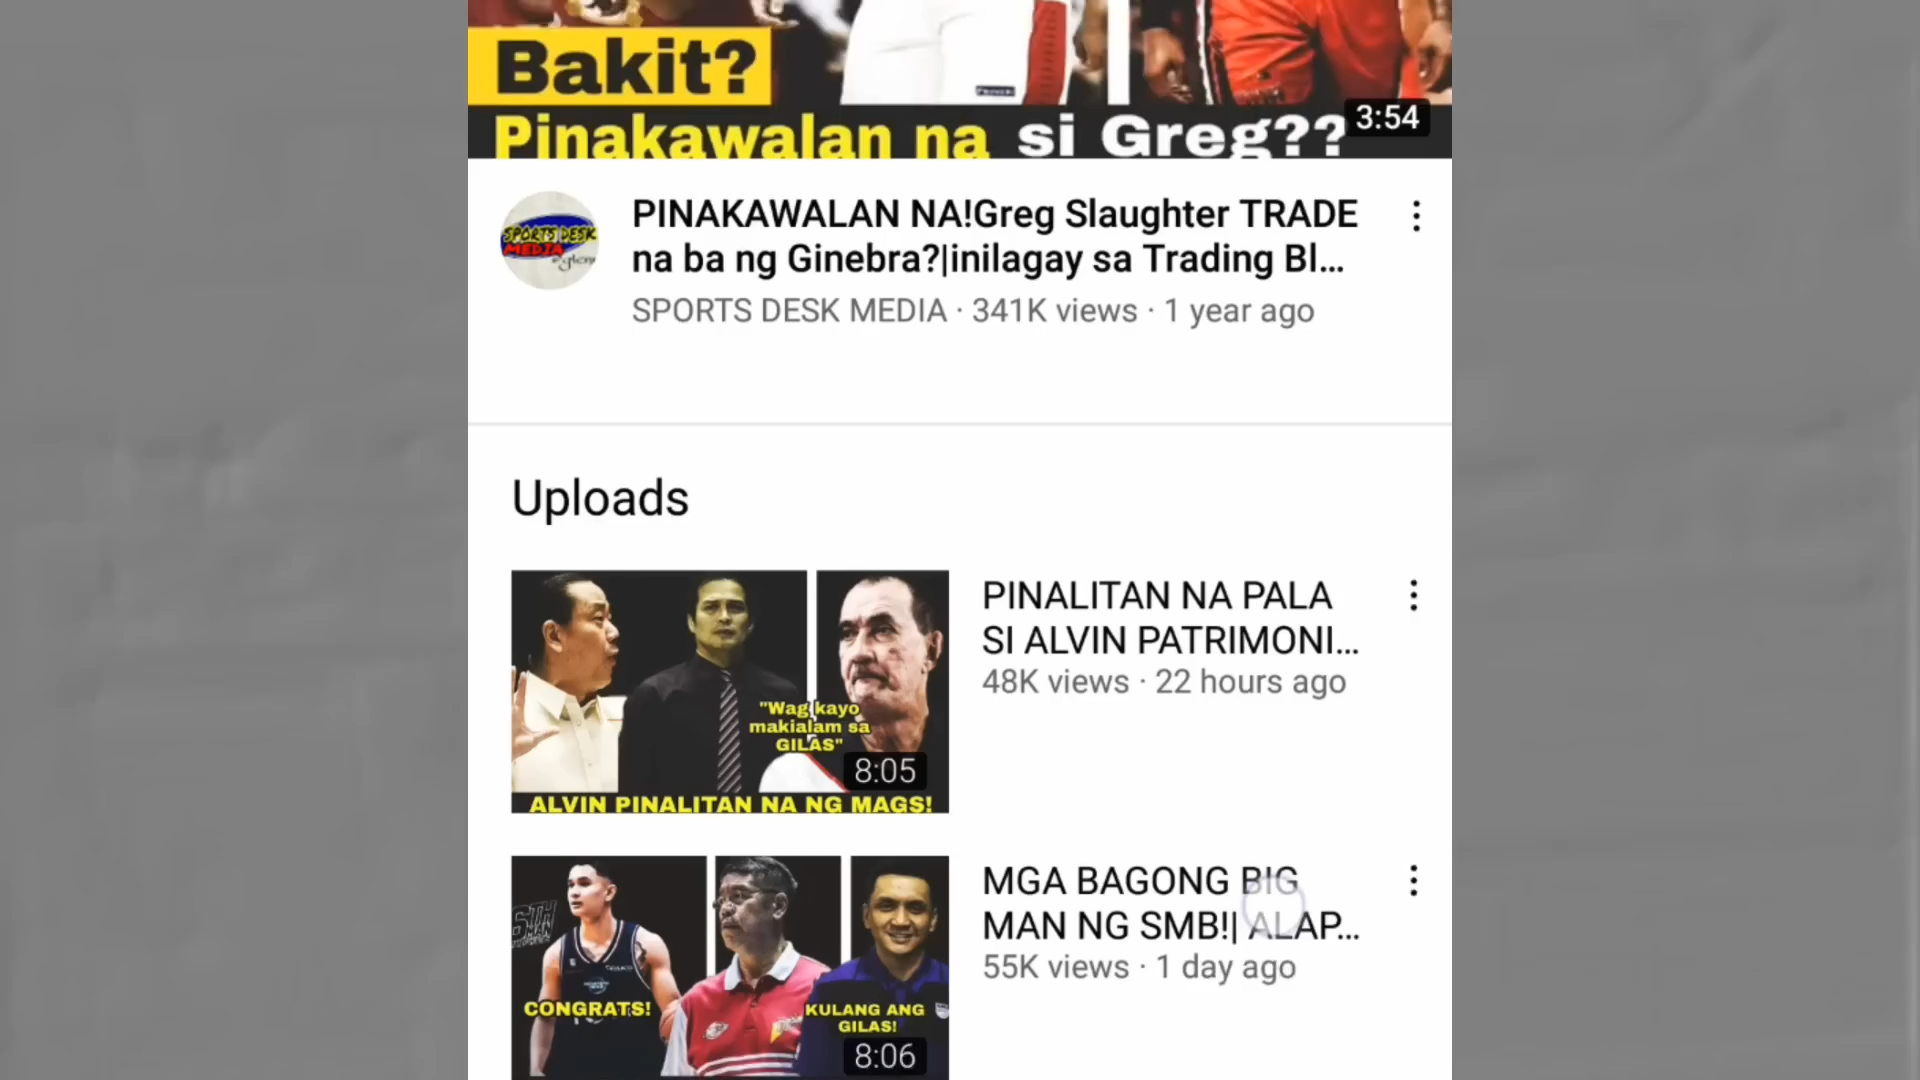 Bakit?
Pinakawalan na si Greg??
3:54
SPORTS DESK
MEDIA
PINAKAWALAN NA!Greg Slaughter TRADE
na ba ng Ginebra?|inilagay sa Trading Bl...
SPORTS DESK MEDIA · 341K views · 1 year ago
Uploads
"Wag kayo
makialam sa
GILAS"
8:05
ALVIN PINALITAN NA NG MAGS!
PINALITAN NA PALA
SI ALVIN PATRIMONI...
48K views · 22 hours ago
CONGRATS!
KULANG ANG
GILAS!
8:06
MGA BAGONG BIG
MAN NG SMB!| ALAP...
55K views · 1 day ago